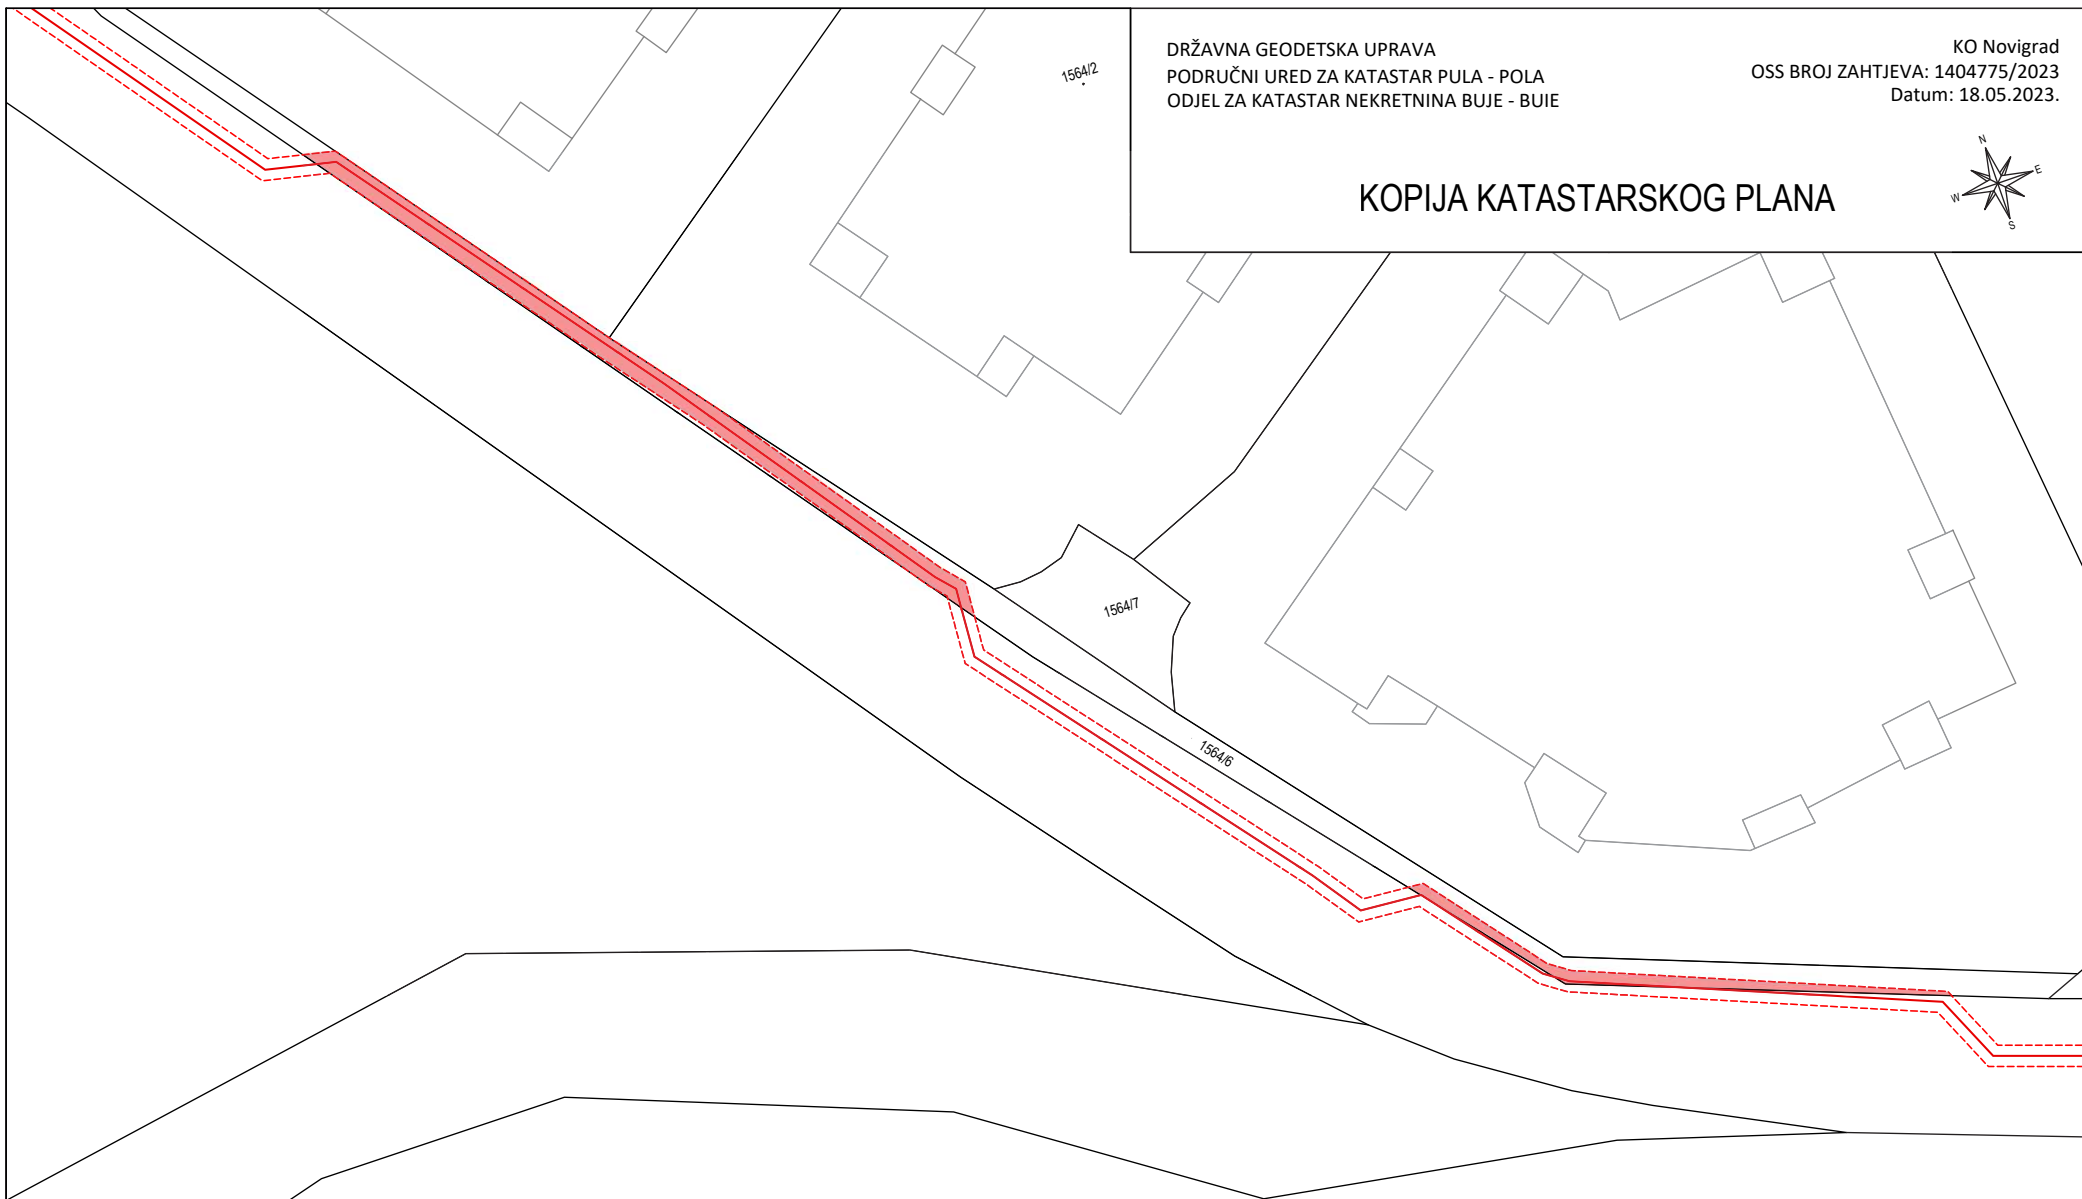 DRŽAVNA GEODETSKA UPRAVA
PODRUČNI URED ZA KATASTAR PULA - POLA
ODJEL ZA KATASTAR NEKRETNINA BUJE - BUIE
KO Novigrad
OSS BROJ ZAHTJEVA: 1404775/2023
Datum: 18.05.2023.
KOPIJA KATASTARSKOG PLANA
N
E
W
S
1564/2
1564/7
1564/6